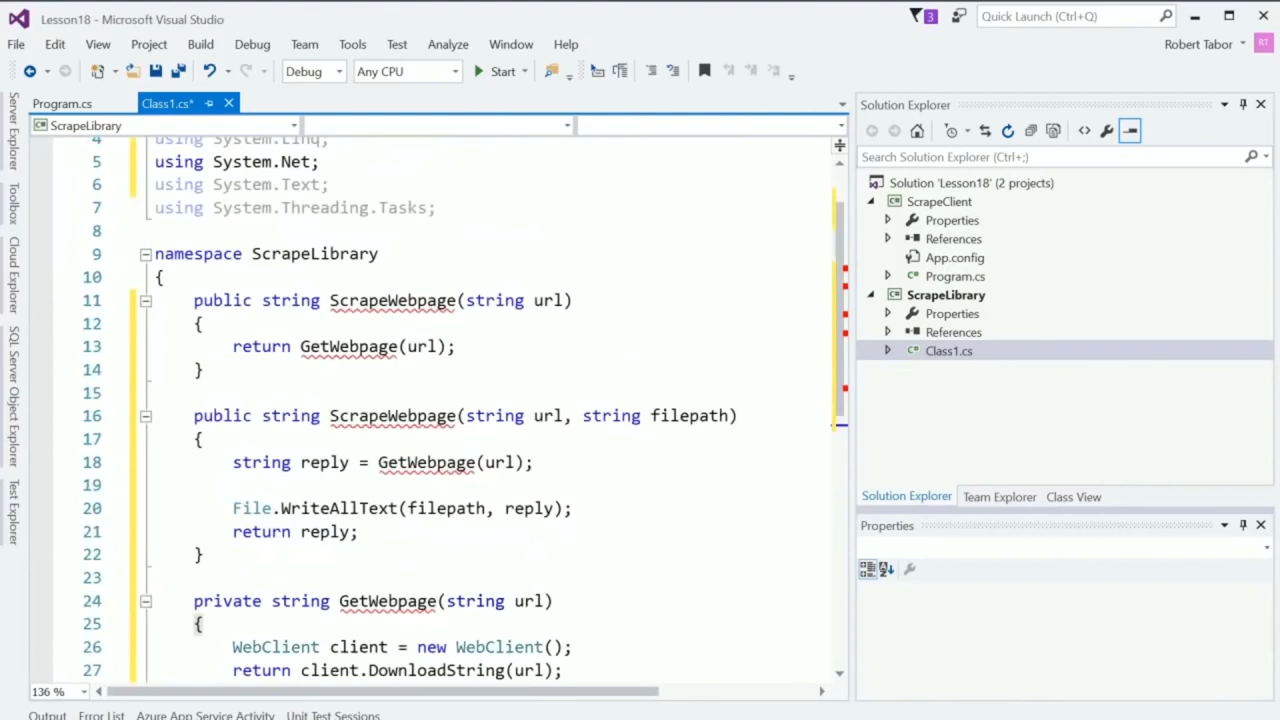 Lesson18 - Microsoft Visual Studio
3
Quick Launch (Ctrl+Q)
File Edit View Project Build Debug Team Tools Test Analyze Window Help
Robert Tabor
RT
Debug
Any CPU
Start
Program.cs
Class1.cs*
ScrapeLibrary
4 using System.Linq;
5 using System.Net;
6 using System.Text;
7 using System.Threading.Tasks;
8
9 namespace ScrapeLibrary
10 {
11 public string ScrapeWebpage(string url)
12 {
13 return GetWebpage(url);
14 }
15
16 public string ScrapeWebpage(string url, string filepath)
17 {
18 string reply = GetWebpage(url);
19
20 File.WriteAllText(filepath, reply);
21 return reply;
22 }
23
24 private string GetWebpage(string url)
25 {
26 WebClient client = new WebClient();
27 return client.DownloadString(url);
136 %
Server Explorer
Toolbox
Cloud Explorer
SQL Server Object Explorer
Test Explorer
Solution Explorer
Search Solution Explorer (Ctrl+;)
Solution 'Lesson18' (2 projects)
C# ScrapeClient
Properties
References
App.config
C# Program.cs
C# ScrapeLibrary
Properties
References
C# Class1.cs
Solution Explorer Team Explorer Class View
Properties
Output Error List Azure App Service Activity Unit Test Sessions